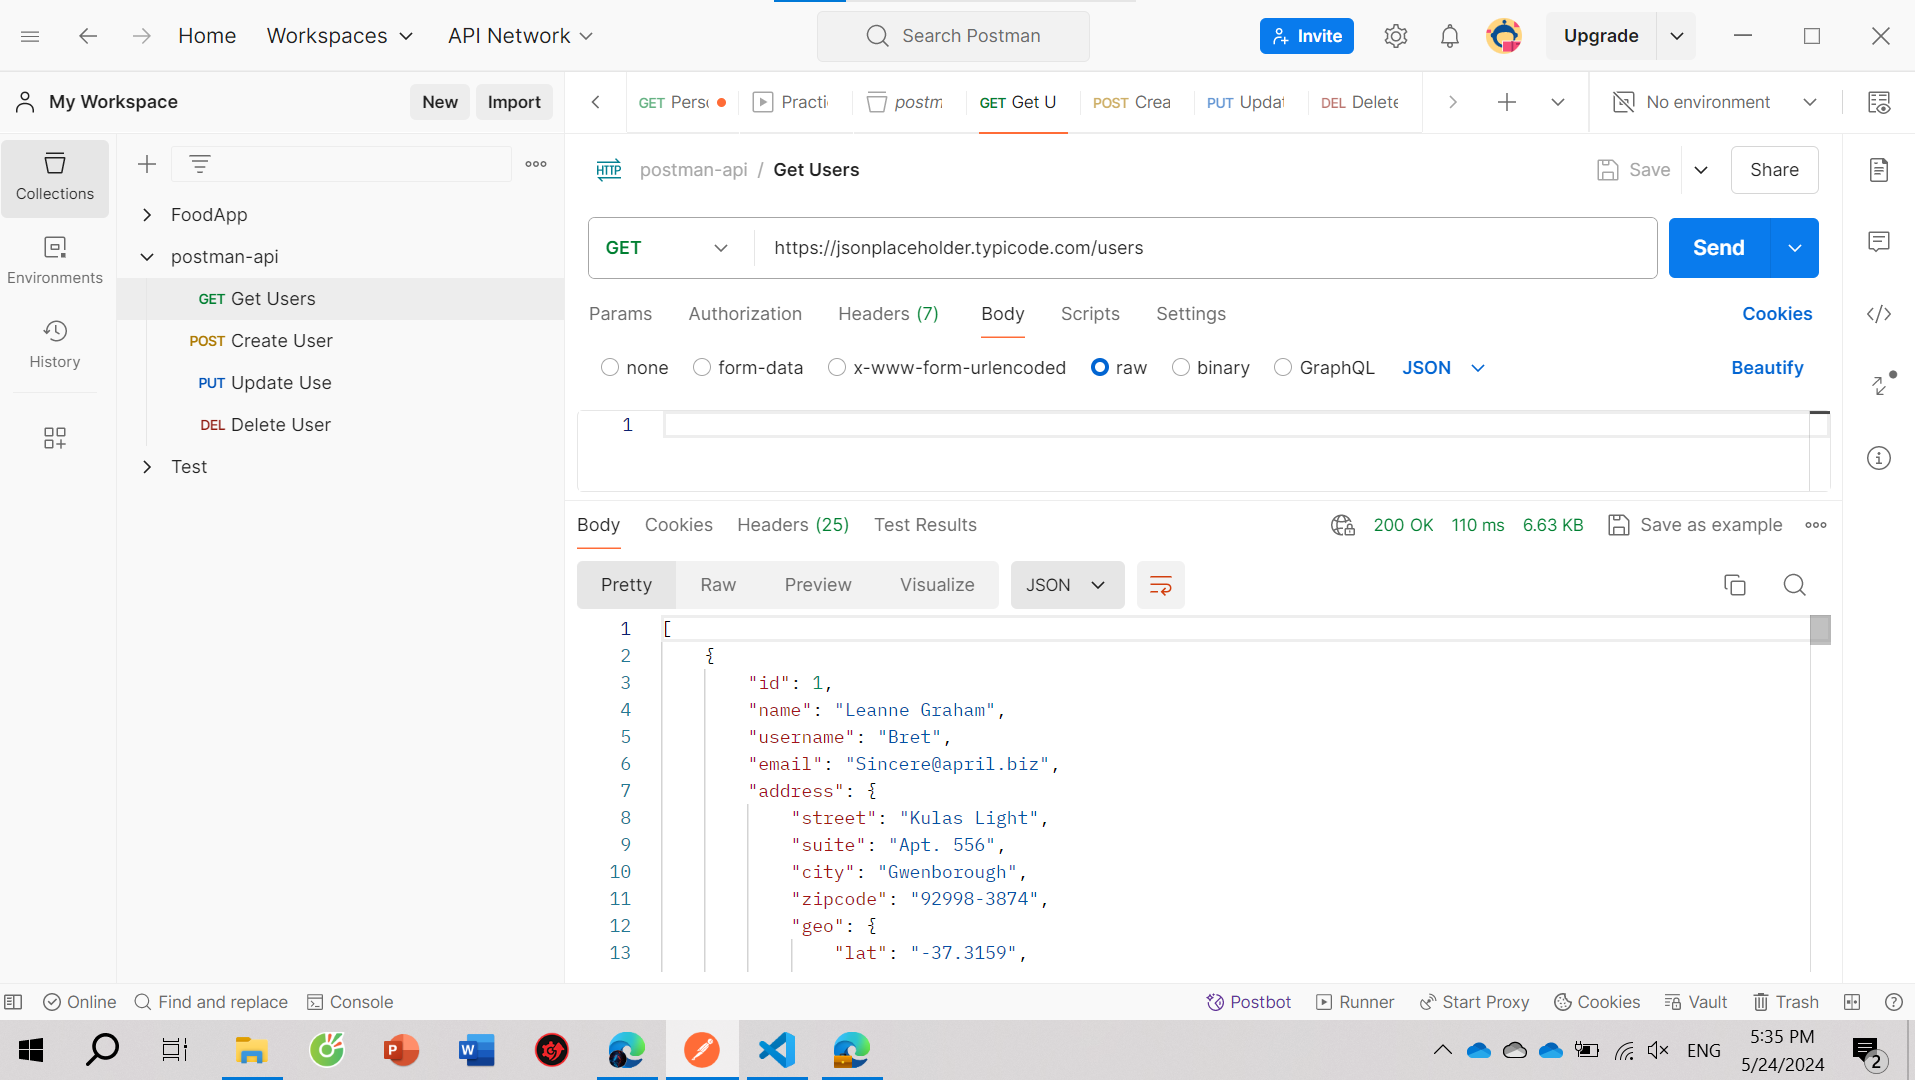 Home Workspaces API Network Search Postman Invite Upgrade
My Workspace New Import GET Pers Practi postm GET Get U POST Crea PUT Updat DEL Delete No environment
Collections
Environments
History
FoodApp
postman-api
GET Get Users
POST Create User
PUT Update Use
DEL Delete User
Test
HTTP postman-api / Get Users Save Share
GET https://jsonplaceholder.typicode.com/users Send
Params Authorization Headers (7) Body Scripts Settings Cookies
none form-data x-www-form-urlencoded raw binary GraphQL JSON Beautify
1
Body Cookies Headers (25) Test Results 200 OK 110 ms 6.63 KB Save as example
Pretty Raw Preview Visualize JSON
1 [
2 {
3 "id": 1,
4 "name": "Leanne Graham",
5 "username": "Bret",
6 "email": "Sincere@april.biz",
7 "address": {
8 "street": "Kulas Light",
9 "suite": "Apt. 556",
10 "city": "Gwenborough",
11 "zipcode": "92998-3874",
12 "geo": {
13 "lat": "-37.3159",
Online Find and replace Console Postbot Runner Start Proxy Cookies Vault Trash
ENG 5:35 PM
5/24/2024 2